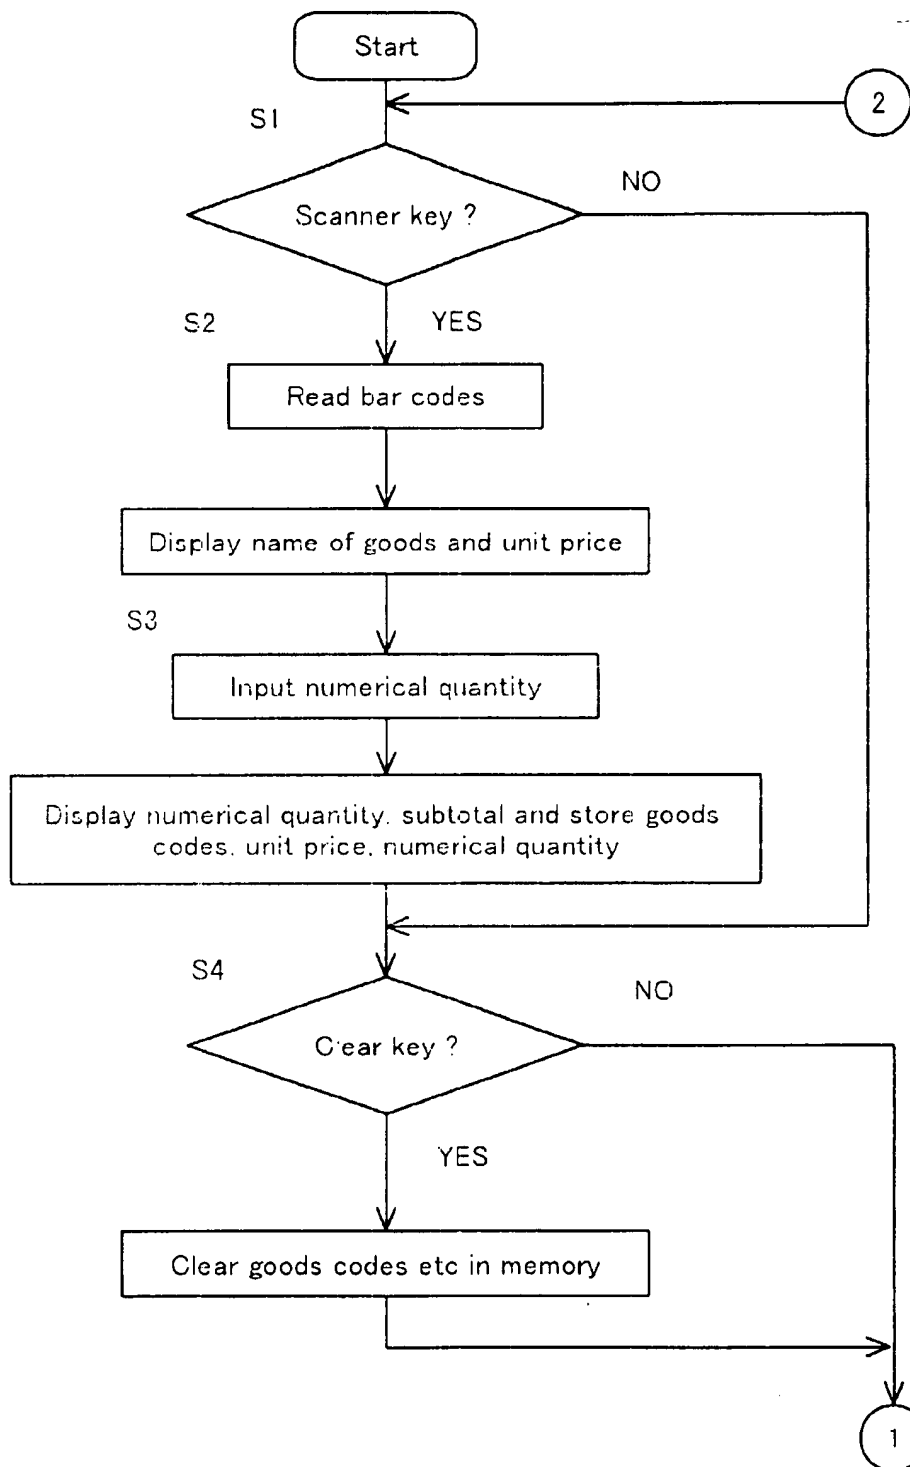 Start
2
S1
NO
Scanner key ?
S2
YES
Read bar codes
Display name of goods and unit price
S3
Input numerical quantity
Display numerical quantity, subtotal and store goods
codes, unit price, numerical quantity
S4
NO
Clear key ?
YES
Clear goods codes etc in memory
1